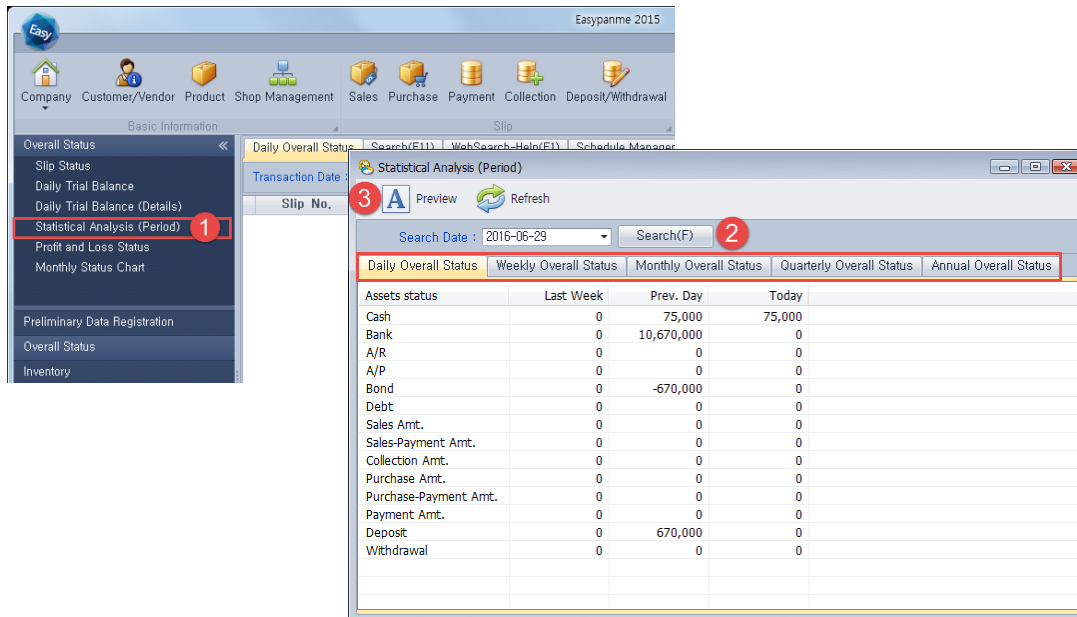 Easypanme 2015
Easy
Company Customer/Vendor Product Shop Management Sales Purchase Payment Collection Deposit/Withdrawal
Basic Information Slip
Overall Status
Slip Status
Daily Trial Balance
Daily Trial Balance (Details)
Statistical Analysis (Period) 1
Profit and Loss Status
Monthly Status Chart
Preliminary Data Registration
Overall Status
Inventory
Daily Overall Status Search(F11) WebSearch-Help(F1) Schedule Manager
Transaction Date :
Slip No.
Statistical Analysis (Period)
3 A Preview Refresh
Search Date : 2016-06-29 Search(F) 2
Daily Overall Status Weekly Overall Status Monthly Overall Status Quarterly Overall Status Annual Overall Status
Assets status Last Week Prev. Day Today
Cash 0 75,000 75,000
Bank 0 10,670,000 0
A/R 0 0 0
A/P 0 0 0
Bond 0 -670,000 0
Debt 0 0 0
Sales Amt. 0 0 0
Sales-Payment Amt. 0 0 0
Collection Amt. 0 0 0
Purchase Amt. 0 0 0
Purchase-Payment Amt. 0 0 0
Payment Amt. 0 0 0
Deposit 0 670,000 0
Withdrawal 0 0 0